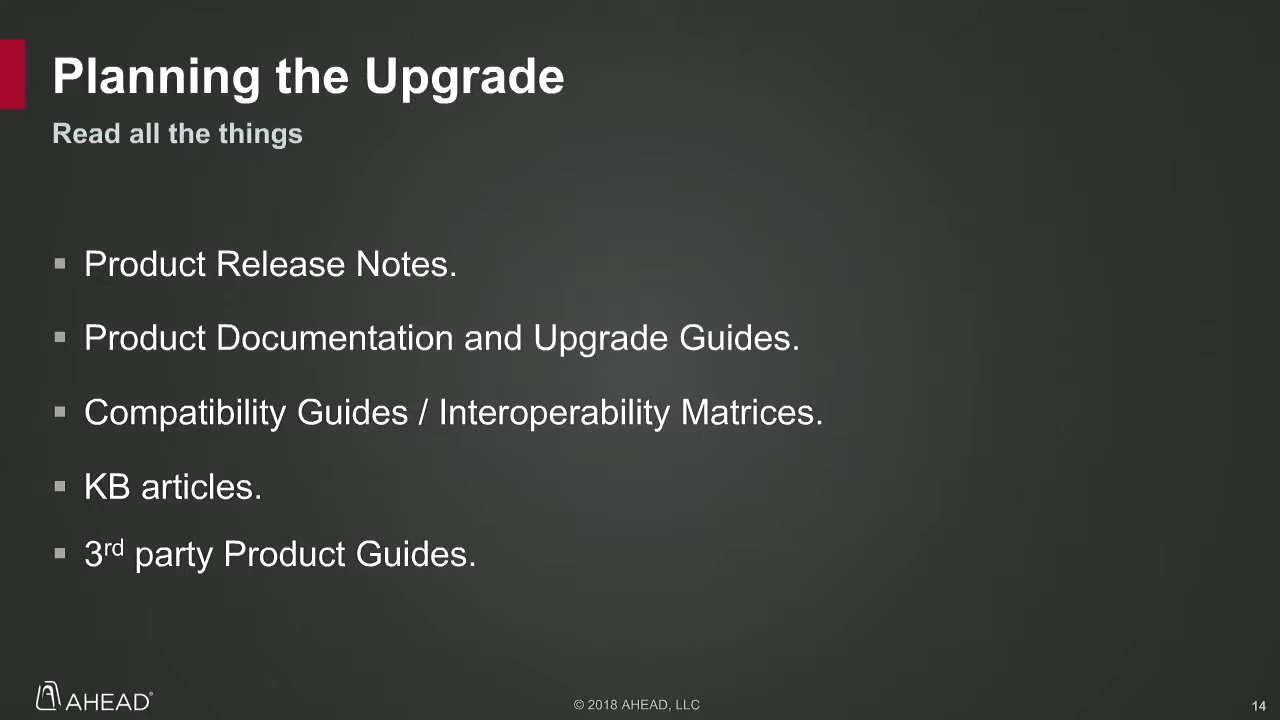 Planning the Upgrade
Read all the things
▪ Product Release Notes.
▪ Product Documentation and Upgrade Guides.
▪ Compatibility Guides / Interoperability Matrices.
▪ KB articles.
▪ 3rd party Product Guides.
AHEAD®
© 2018 AHEAD, LLC
14